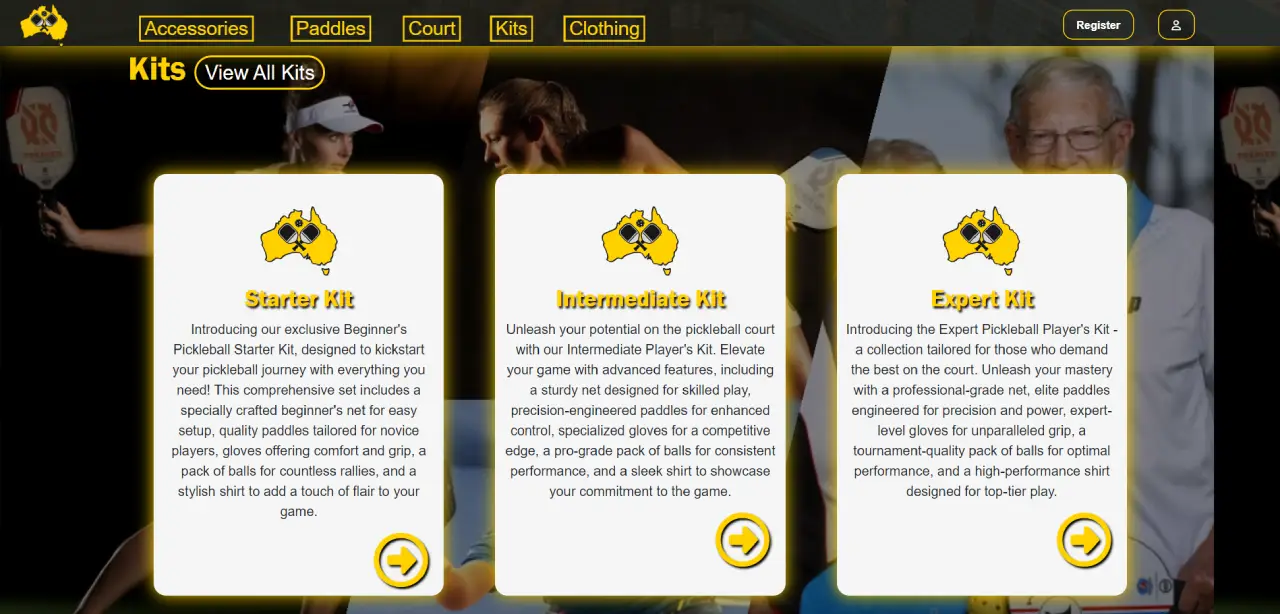 Accessories Paddles Court Kits Clothing Register
Kits View All Kits
Starter Kit
Introducing our exclusive Beginner's
Pickleball Starter Kit, designed to kickstart
your pickleball journey with everything you
need! This comprehensive set includes a
specially crafted beginner's net for easy
setup, quality paddles tailored for novice
players, gloves offering comfort and grip, a
pack of balls for countless rallies, and a
stylish shirt to add a touch of flair to your
game.
Intermediate Kit
Unleash your potential on the pickleball court
with our Intermediate Player's Kit. Elevate
your game with advanced features, including
a sturdy net designed for skilled play,
precision-engineered paddles for enhanced
control, specialized gloves for a competitive
edge, a pro-grade pack of balls for consistent
performance, and a sleek shirt to showcase
your commitment to the game.
Expert Kit
Introducing the Expert Pickleball Player's Kit -
a collection tailored for those who demand
the best on the court. Unleash your mastery
with a professional-grade net, elite paddles
engineered for precision and power, expert-
level gloves for unparalleled grip, a
tournament-quality pack of balls for optimal
performance, and a high-performance shirt
designed for top-tier play.